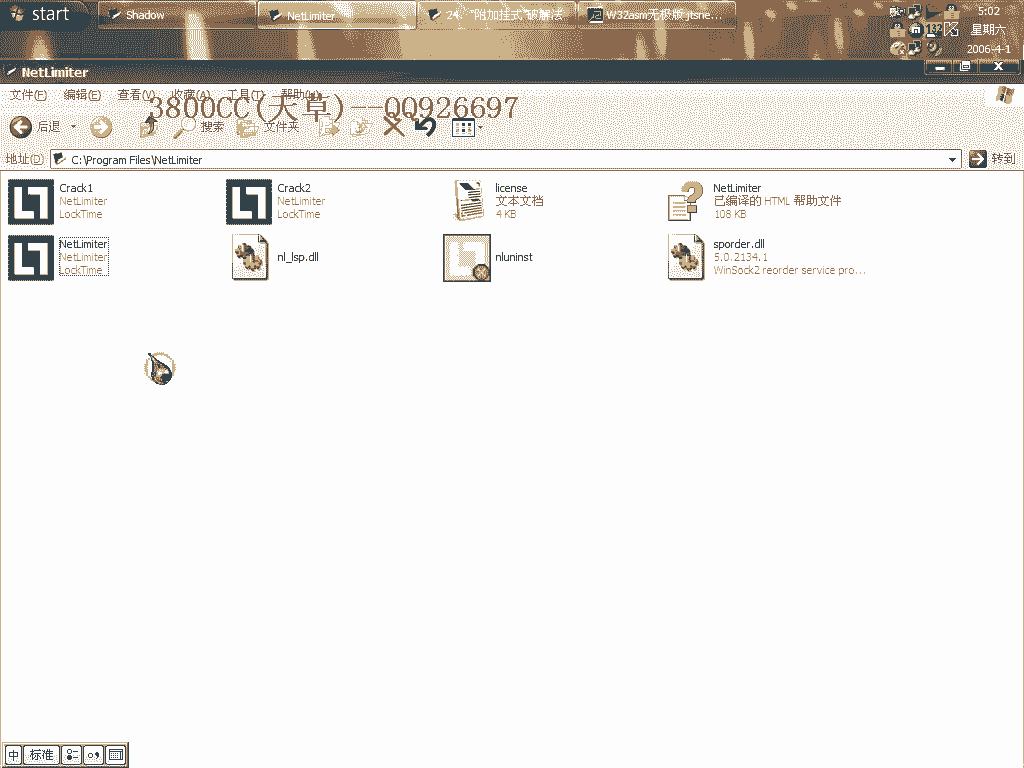 start
Shadow
NetLimiter
24、“附加挂式”破解法
W32asm无极版 jtsne...
5:02
星期六
2006-4-1
NetLimiter
文件(F) 编辑(E) 查看(V) 收藏(A) 工具(T) 帮助(H)
3800CC(天草)--QQ926697
后退
搜索
文件夹
地址(D) C:\Program Files\NetLimiter 转到
Crack1
NetLimiter
LockTime
Crack2
NetLimiter
LockTime
license
文本文档
4 KB
NetLimiter
已编译的 HTML 帮助文件
108 KB
NetLimiter
NetLimiter
LockTime
nl_lsp.dll
nluninst
sporder.dll
5.0.2134.1
WinSock2 reorder service pro...
中 标准